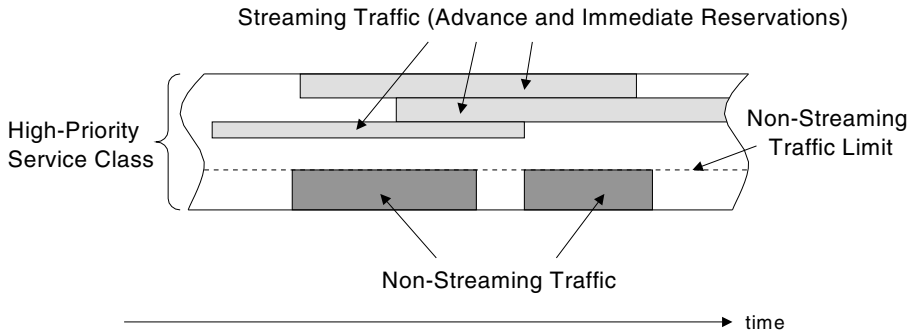 Streaming Traffic (Advance and Immediate Reservations)
High-Priority
Service Class
Non-Streaming
Traffic Limit
Non-Streaming Traffic
time